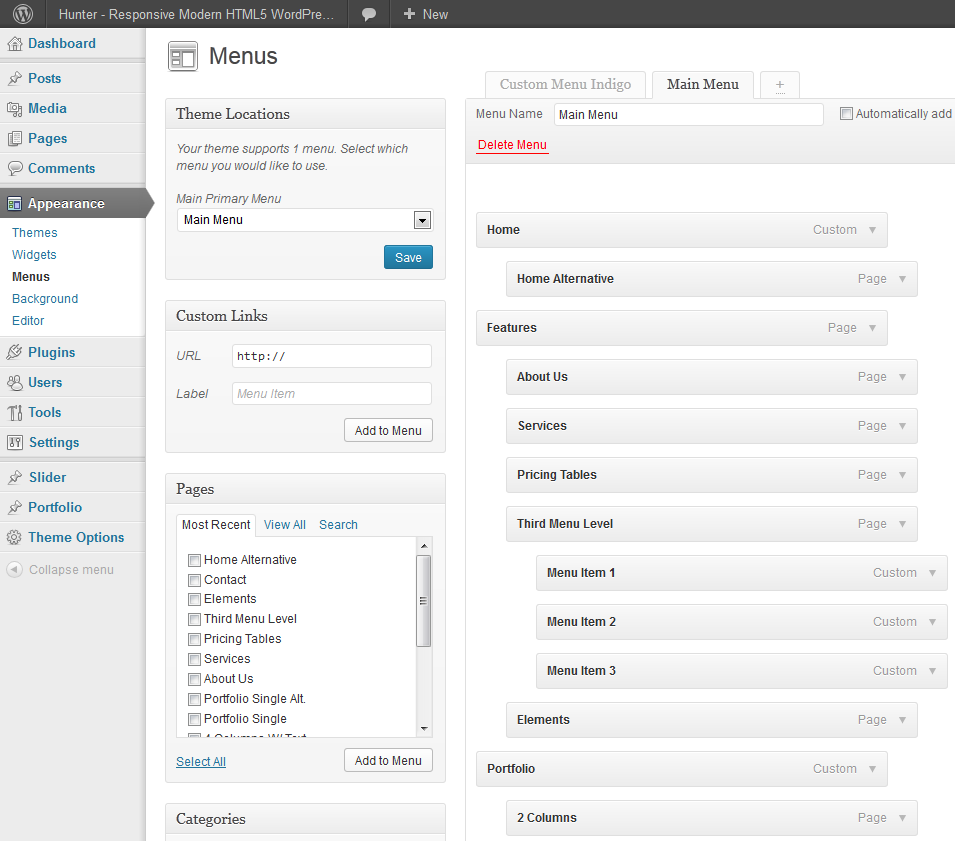 Hunter - Responsive Modern HTML5 WordPre...
New
Dashboard
Posts
Media
Pages
Comments
Appearance
Themes
Widgets
Menus
Background
Editor
Plugins
Users
Tools
Settings
Slider
Portfolio
Theme Options
Collapse menu
Menus
Theme Locations
Your theme supports 1 menu. Select which
menu you would like to use.
Main Primary Menu
Main Menu
Save
Custom Links
URL http://
Label Menu Item
Add to Menu
Pages
Most Recent View All Search
Home Alternative
Contact
Elements
Third Menu Level
Pricing Tables
Services
About Us
Portfolio Single Alt.
Portfolio Single
4 Columns W/ Text
Select All Add to Menu
Categories
Custom Menu Indigo Main Menu +
Menu Name Main Menu Automatically add
Delete Menu
Home Custom
Home Alternative Page
Features Page
About Us Page
Services Page
Pricing Tables Page
Third Menu Level Page
Menu Item 1 Custom
Menu Item 2 Custom
Menu Item 3 Custom
Elements Page
Portfolio Custom
2 Columns Page